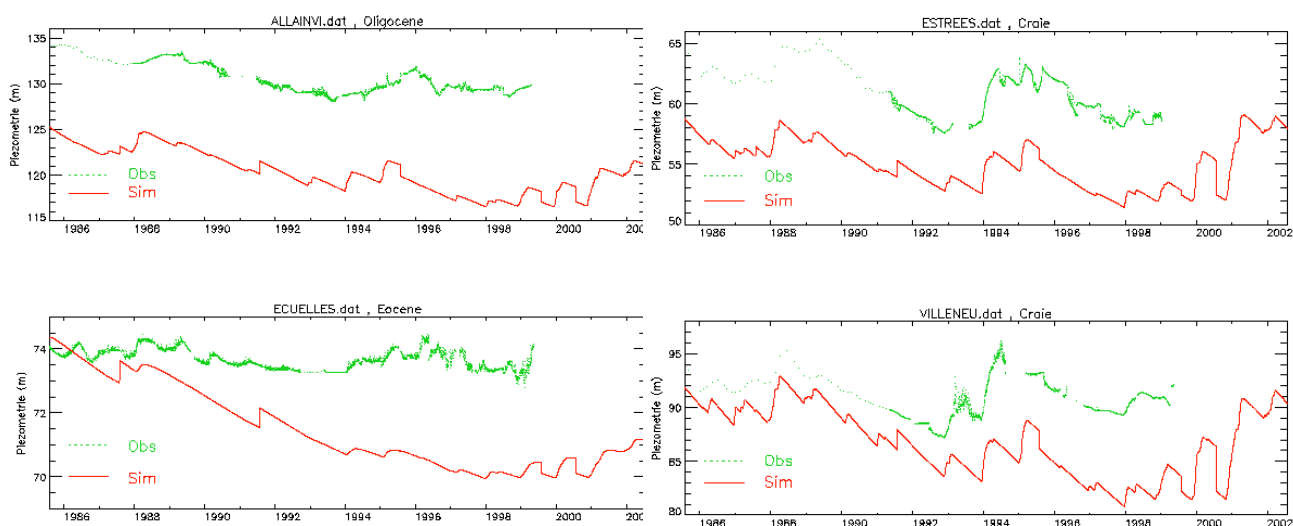 ALLAINVI.dat , Oligocene
Piezometrie (m)
135
130
125
120
115
Obs
Sim
1986 1988 1990 1992 1994 1996 1998 2000 200
ESTREES.dat , Craie
Piezometrie (m)
65
60
55
50
Obs
Sim
1986 1988 1990 1992 1994 1996 1998 2000 2002
ECUELLES.dat , Eocene
Piezometrie (m)
74
72
70
Obs
Sim
1986 1988 1990 1992 1994 1996 1998 2000 200
VILLENEU.dat , Craie
Piezometrie (m)
95
90
85
80
Obs
Sim
1986 1988 1990 1992 1994 1996 1998 2000 2002